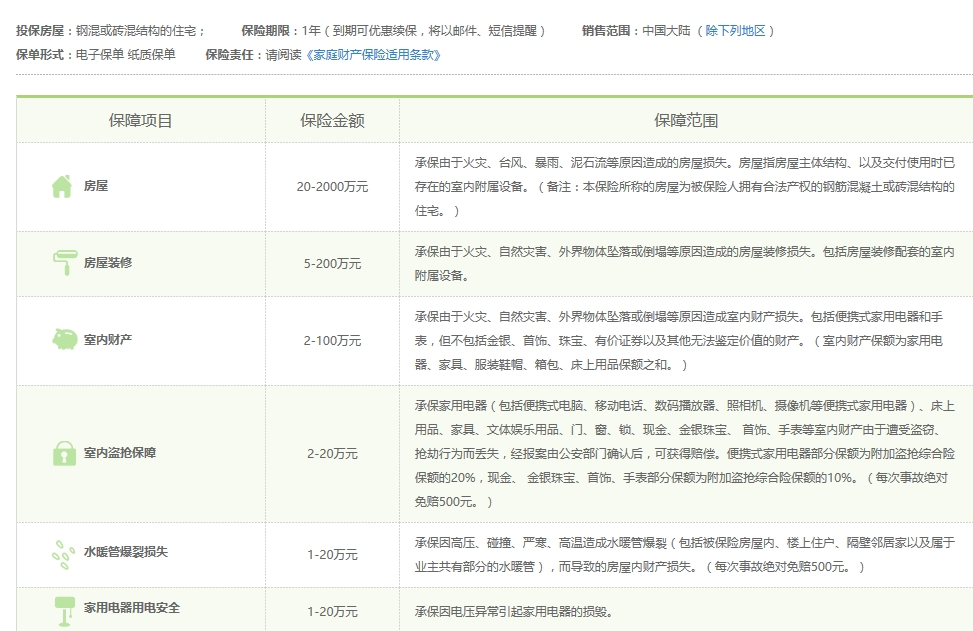 投保房屋：钢混或砖混结构的住宅； 保险期限：1年（到期可优惠续保，将以邮件、短信提醒） 销售范围：中国大陆（除下列地区）
保单形式：电子保单 纸质保单 保险责任：请阅读《家庭财产保险适用条款》
保障项目 保险金额 保障范围
承保由于火灾、台风、暴雨、泥石流等原因造成的房屋损失。房屋指房屋主体结构、以及交付使用时已
房屋 20-2000万元 存在的室内附属设备。（备注：本保险所称的房屋为被保险人拥有合法产权的钢筋混凝土或砖混结构的
住宅。）
承保由于火灾、自然灾害、外界物体坠落或倒塌等原因造成的房屋装修损失。包括房屋装修配套的室内
房屋装修 5-200万元
附属设备。
承保由于火灾、自然灾害、外界物体坠落或倒塌等原因造成室内财产损失。包括便携式家用电器和手
室内财产 2-100万元 表，但不包括金银、首饰、珠宝、有价证券以及其他无法鉴定价值的财产。（室内财产保额为家用电
器、家具、服装鞋帽、箱包、床上用品保额之和。）
承保家用电器（包括便携式电脑、移动电话、数码播放器、照相机、摄像机等便携式家用电器）、床上
用品、家具、文体娱乐用品、门、窗、锁、现金、金银珠宝、 首饰、手表等室内财产由于遭受盗窃、
室内盗抢保障 2-20万元 抢劫行为而丢失，经报案由公安部门确认后，可获得赔偿。便携式家用电器部分保额为附加盗抢综合险
保额的20%，现金、 金银珠宝、首饰、手表部分保额为附加盗抢综合险保额的10%。（每次事故绝对
免赔500元。）
承保因高压、碰撞、严寒、高温造成水暖管爆裂（包括被保险房屋内、楼上住户、隔壁邻居家以及属于
水暖管爆裂损失 1-20万元
业主共有部分的水暖管），而导致的房屋内财产损失。（每次事故绝对免赔500元。）
家用电器用电安全 1-20万元 承保因电压异常引起家用电器的损毁。